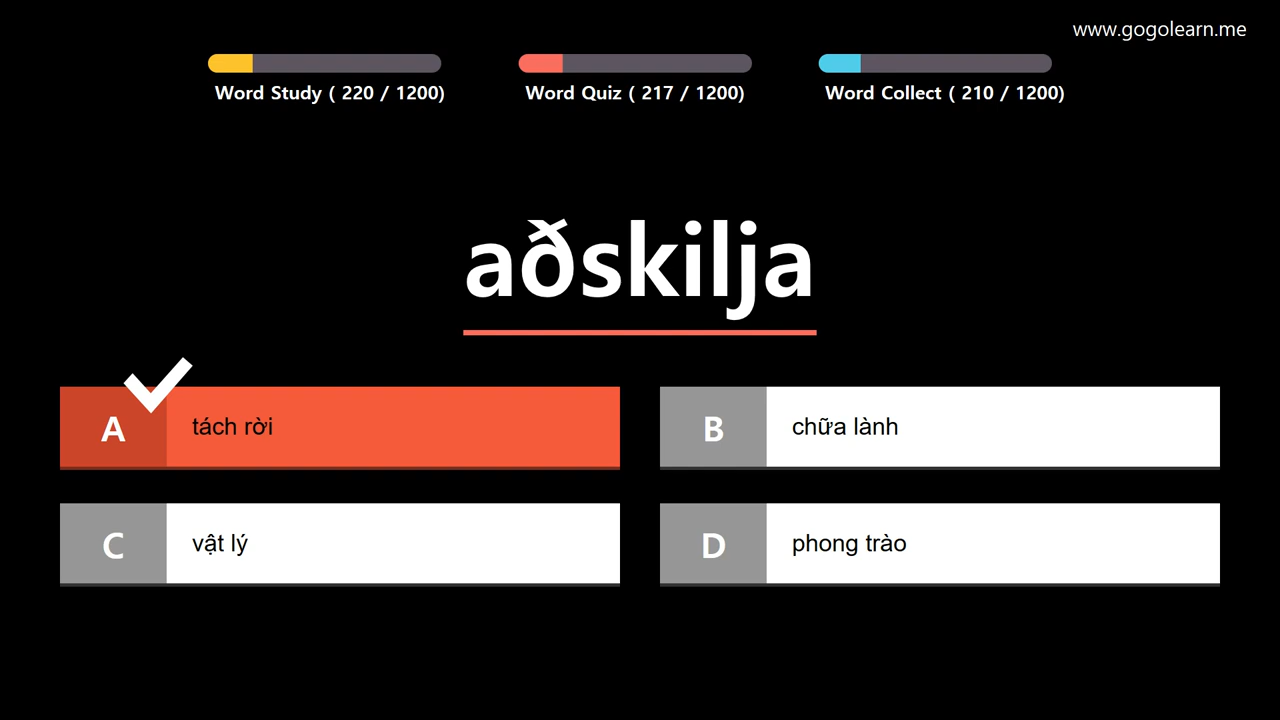 www.gogolearn.me
Word Study ( 220 / 1200)
Word Quiz ( 217 / 1200)
Word Collect ( 210 / 1200)
aðskilja
A tách rời
B chữa lành
C vật lý
D phong trào